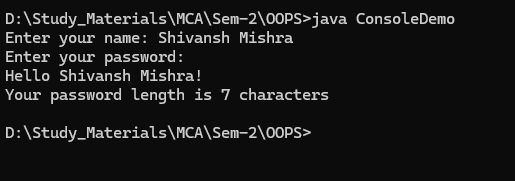 D:\Study_Materials\MCA\Sem-2\OOPS>java ConsoleDemo
Enter your name: Shivansh Mishra
Enter your password:
Hello Shivansh Mishra!
Your password length is 7 characters
D:\Study_Materials\MCA\Sem-2\OOPS>